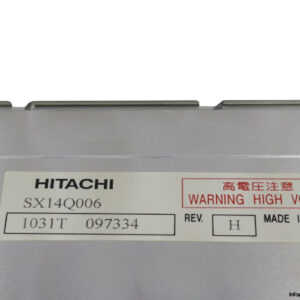 HITACHI
高電圧注意
SX14Q006
WARNING HIGH
1031T 097334
REV. H
MADE